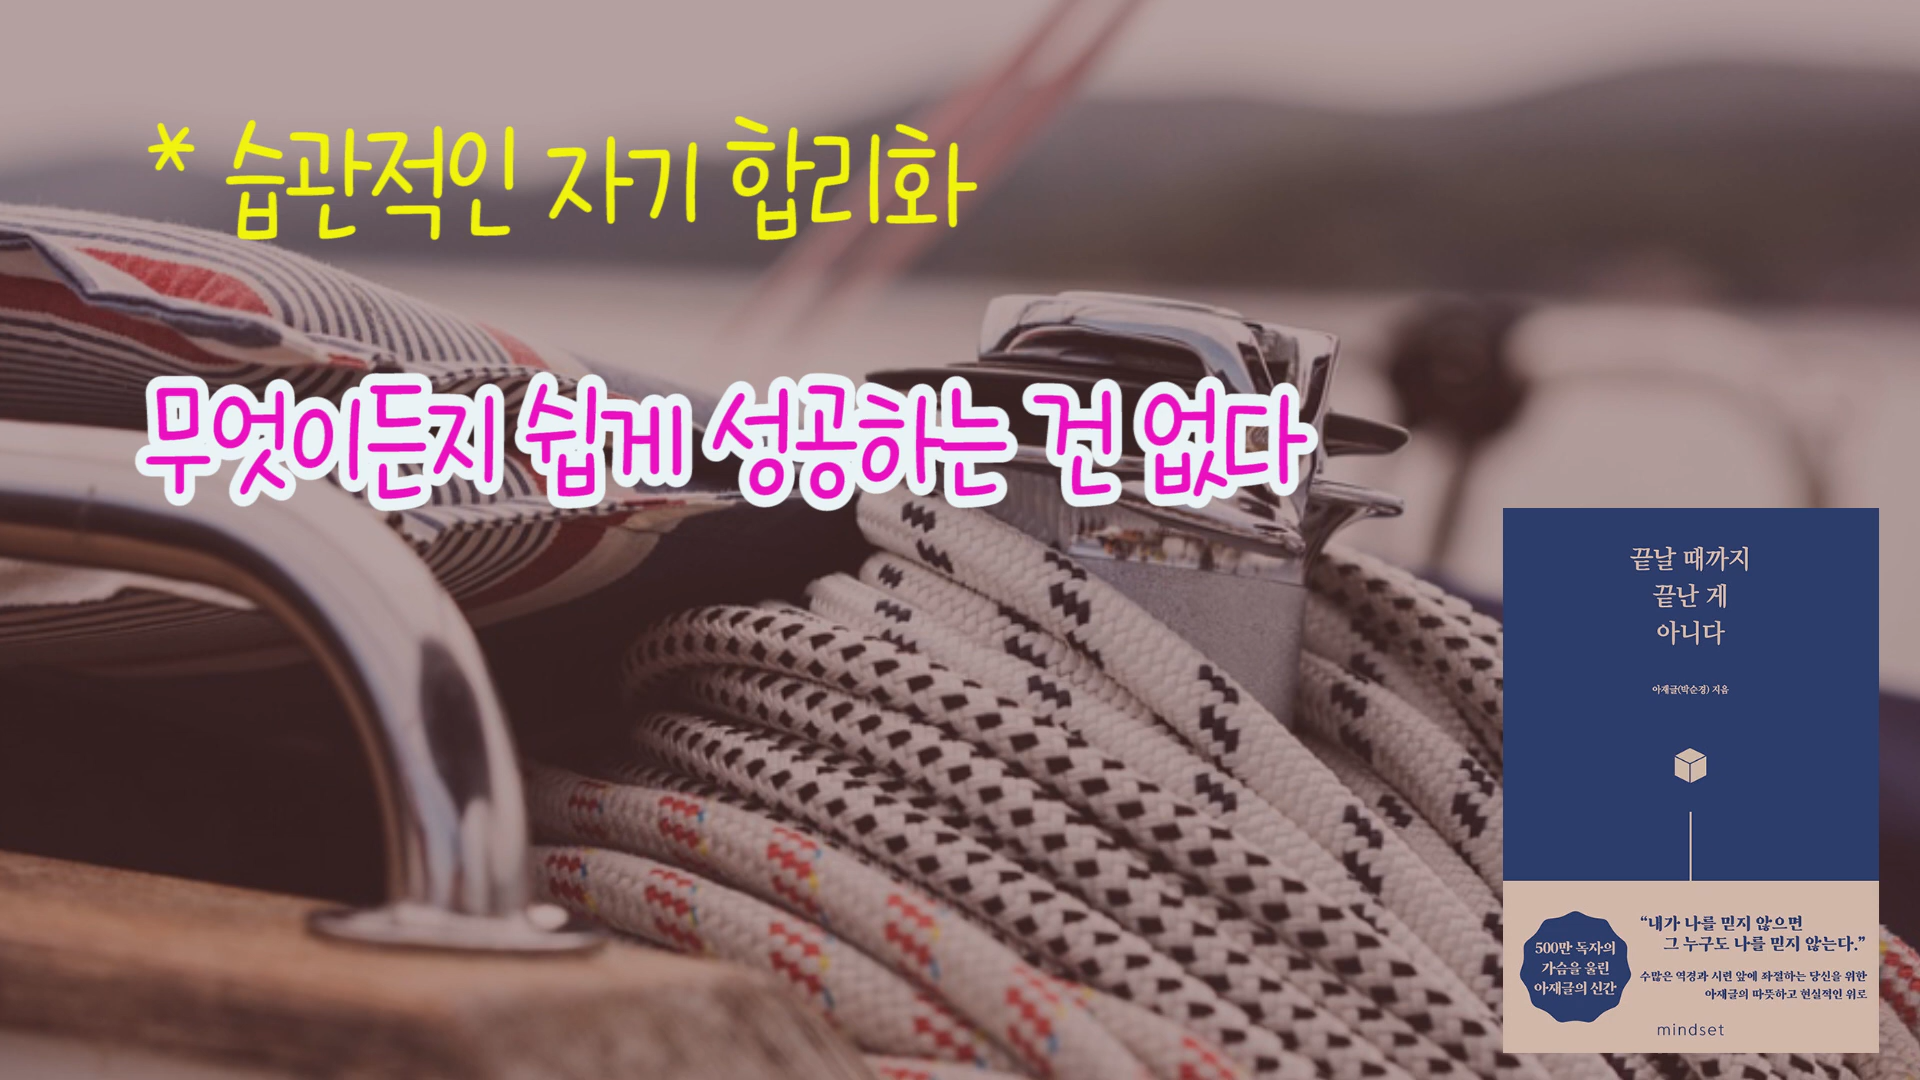 * 습관적인 자기 합리화
무엇이든지 쉽게 성공하는 건 없다
끝날 때까지
끝난 게
아니다
아재글(박순경) 지음
500만 독자의
가슴을 울린
아재글의 신간
“내가 나를 믿지 않으면
그 누구도 나를 믿지 않는다.”
수많은 역경과 시련 앞에 좌절하는 당신을 위한
아재글의 따뜻하고 현실적인 위로
mindset